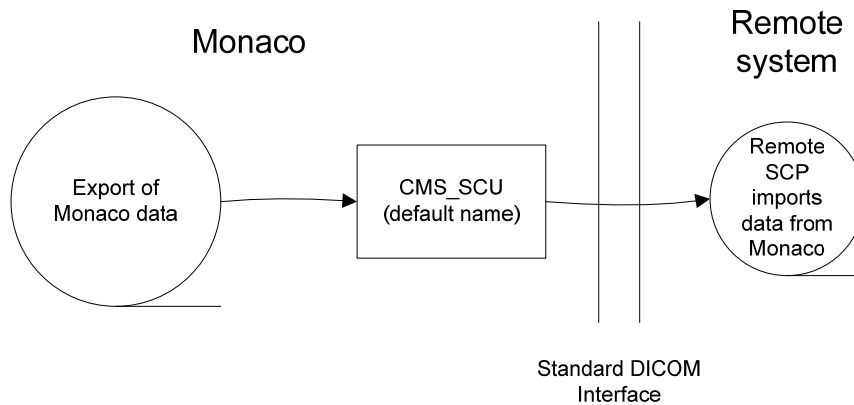 Monaco
Remote
system
Export of
Monaco data
CMS_SCU
(default name)
Remote
SCP
imports
data from
Monaco
Standard DICOM
Interface